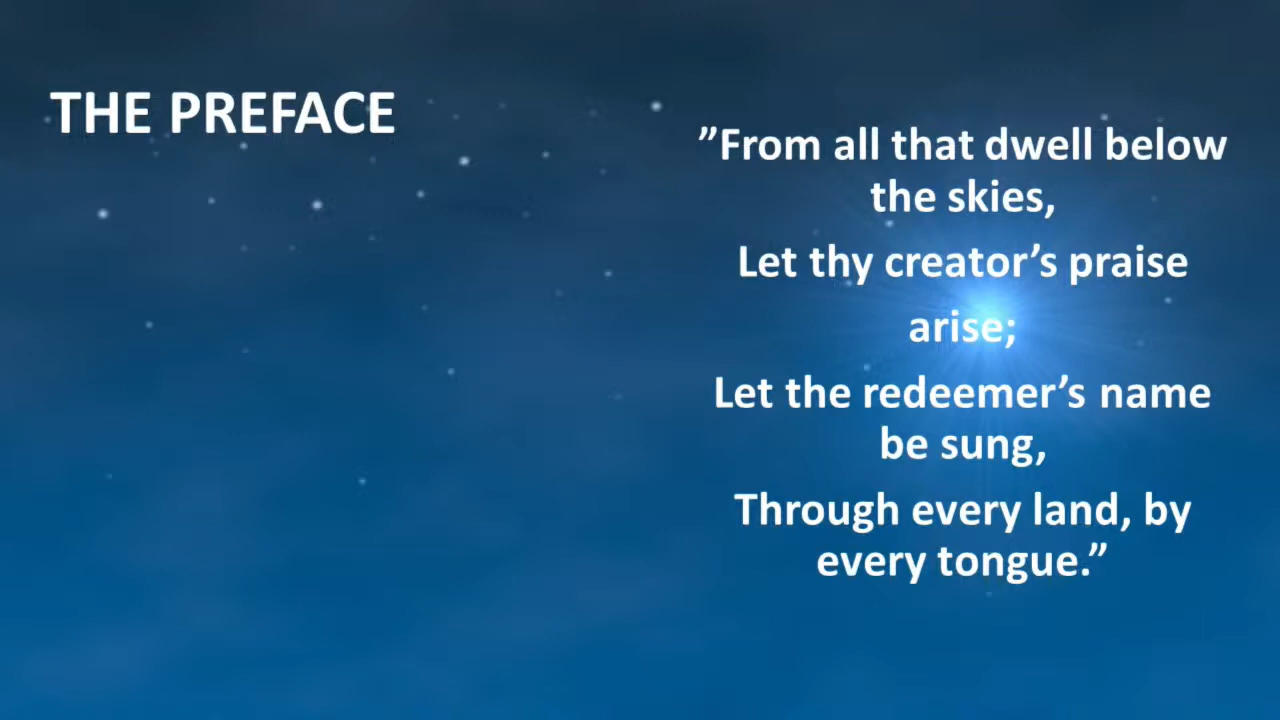 THE PREFACE
”From all that dwell below
the skies,
Let thy creator’s praise
arise;
Let the redeemer’s name
be sung,
Through every land, by
every tongue.”